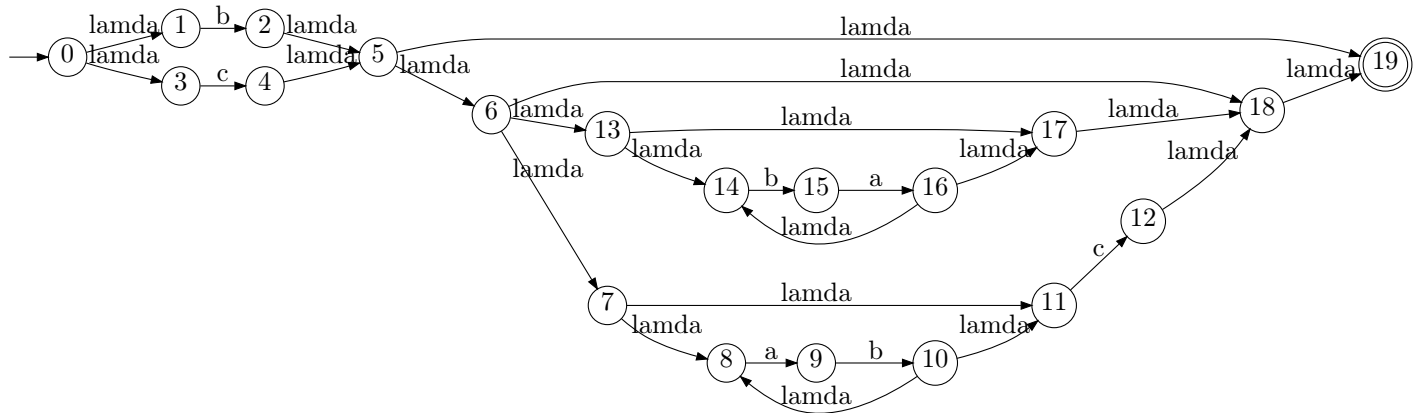 lamda
lamda
lamda b lamda
0 1 2 5 19
lamda c lamda lamda lamda
3 4
lamda
6 lamda 13 lamda 17 lamda 18
lamda b a lamda lamda
14 15 16
lamda
lamda
12
c
7 lamda 11
lamda a b lamda
8 9 10
lamda